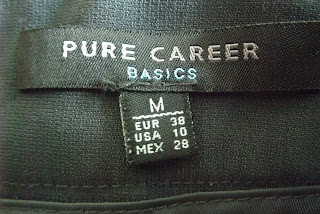 PURE CAREER
BASICS
M
EUR 38
USA 10
MEX 28